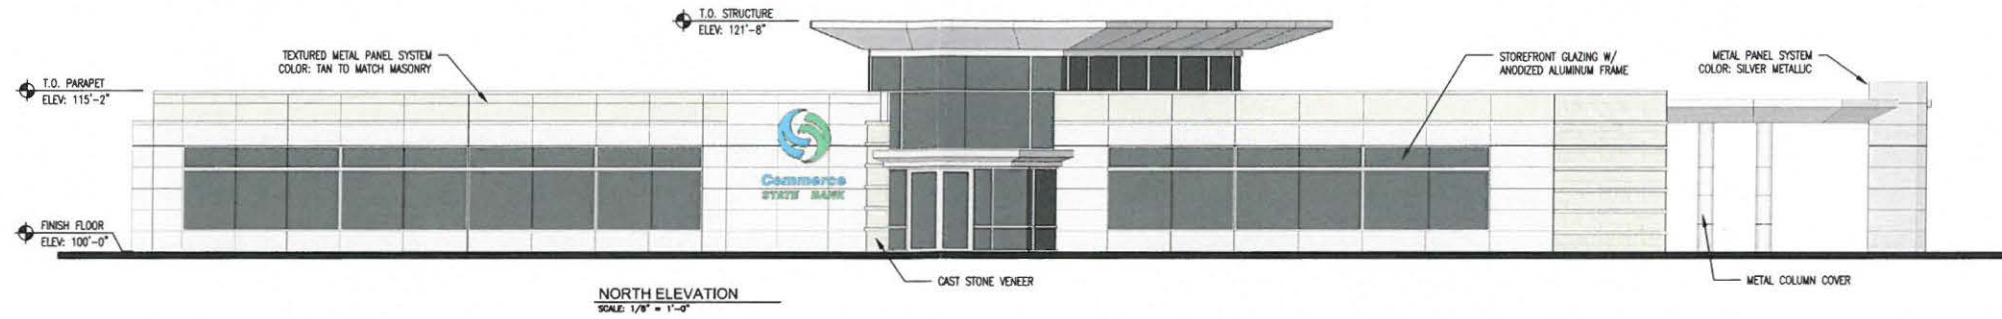 T.O. STRUCTURE
ELEV: 121'-8"
TEXTURED METAL PANEL SYSTEM
COLOR: TAN TO MATCH MASONRY
STOREFRONT GLAZING W/
ANODIZED ALUMINUM FRAME
METAL PANEL SYSTEM
COLOR: SILVER METALLIC
T.O. PARAPET
ELEV: 115'-2"
Commerce
STATE BANK
FINISH FLOOR
ELEV: 100'-0"
CAST STONE VENEER
METAL COLUMN COVER
NORTH ELEVATION
SCALE: 1/8" = 1'-0"